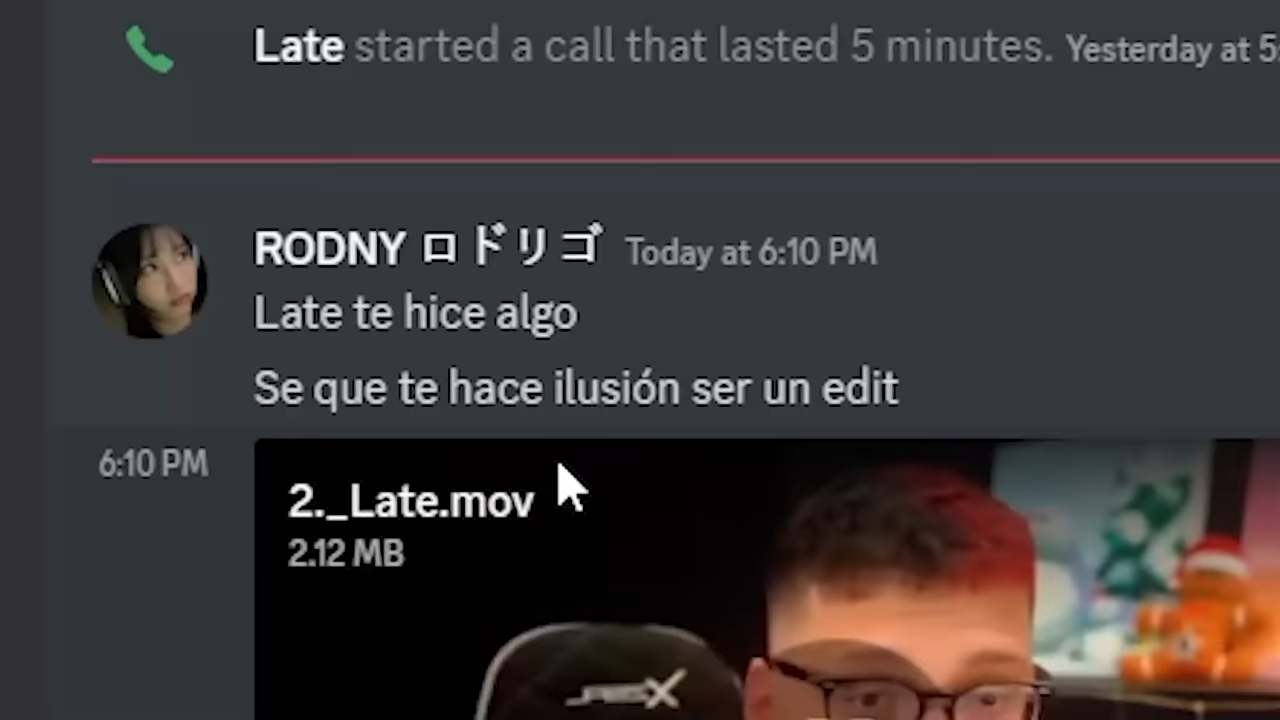 Late started a call that lasted 5 minutes. Yesterday at 5
RODNY ロドリゴ Today at 6:10 PM
Late te hice algo
Se que te hace ilusión ser un edit
6:10 PM
2._Late.mov
2.12 MB